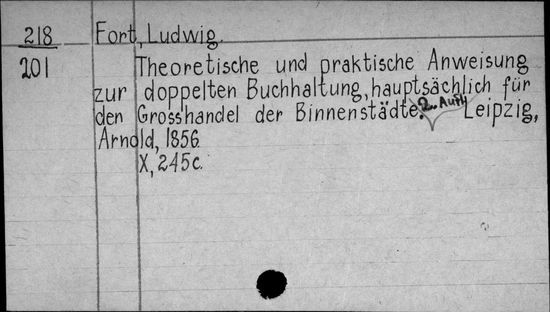 218 Fort, Ludwig.
201 Theoretische und praktische Anweisung
zur doppelten Buchhaltung, hauptsächlich für
den Grosshandel der Binnenstädte. 2. Aufl. Leipzig,
Arnold, 1856.
X, 245c.